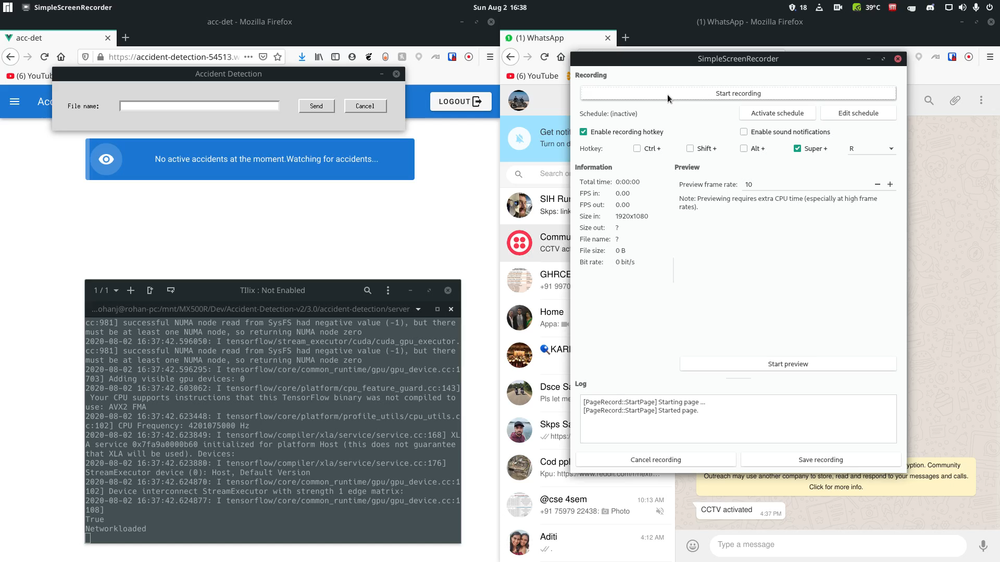 SimpleScreenRecorder
Sun Aug 2 16:38
18
39°C
acc-det - Mozilla Firefox
(1) WhatsApp - Mozilla Firefox
acc-det
(1) WhatsApp
https://accident-detection-54513.w
(6) YouTub
(6) YouTube
Accident Detection
File name:
Send
Cancel
Acc
LOGOUT
No active accidents at the moment.Watching for accidents...
1 / 1
TIlix : Not Enabled
...ohanj@rohan-pc:/mnt/MX500R/Dev/Accident-Detection-v2/3.0/accident-detection/server
cc:981] successful NUMA node read from SysFS had negative value (-1), but there
must be at least one NUMA node, so returning NUMA node zero
2020-08-02 16:37:42.596050: I tensorflow/stream_executor/cuda/cuda_gpu_executor.
cc:981] successful NUMA node read from SysFS had negative value (-1), but there
must be at least one NUMA node, so returning NUMA node zero
2020-08-02 16:37:42.596295: I tensorflow/core/common_runtime/gpu/gpu_device.cc:1
703] Adding visible gpu devices: 0
2020-08-02 16:37:42.603062: I tensorflow/core/platform/cpu_feature_guard.cc:143]
Your CPU supports instructions that this TensorFlow binary was not compiled to
use: AVX2 FMA
2020-08-02 16:37:42.623448: I tensorflow/core/platform/profile_utils/cpu_utils.c
c:102] CPU Frequency: 4201075000 Hz
2020-08-02 16:37:42.623849: I tensorflow/compiler/xla/service/service.cc:168] XL
A service 0x7fa9a0000b60 initialized for platform Host (this does not guarantee
that XLA will be used). Devices:
2020-08-02 16:37:42.623880: I tensorflow/compiler/xla/service/service.cc:176]
StreamExecutor device (0): Host, Default Version
2020-08-02 16:37:42.624870: I tensorflow/core/common_runtime/gpu/gpu_device.cc:1
102] Device interconnect StreamExecutor with strength 1 edge matrix:
2020-08-02 16:37:42.624877: I tensorflow/core/common_runtime/gpu/gpu_device.cc:1
108]
True
Networkloaded
Get notif
Turn on d
Search or
SIH Rur
Skps: link
Commu
CCTV act
GHRCE
+91 9970
Home
Appa:
KARI
Dsce Sa
Pls let me
Skps Sa
https:/
Cod ppl
Kpu: https://www.reddit.com/r/nextf...
@cse 4sem
10:13 AM
+91 75979 22438: Photo
Aditi
4:12 AM
.
SimpleScreenRecorder
Recording
Start recording
Schedule: (inactive)
Activate schedule
Edit schedule
Enable recording hotkey
Enable sound notifications
Hotkey:
Ctrl +
Shift +
Alt +
Super +
R
Information
Total time: 0:00:00
FPS in: 0.00
FPS out: 0.00
Size in: 1920x1080
Size out: ?
File name: ?
File size: 0 B
Bit rate: 0 bit/s
Preview
Preview frame rate: 10
Note: Previewing requires extra CPU time (especially at high frame
rates).
Start preview
Log
[PageRecord::StartPage] Starting page ...
[PageRecord::StartPage] Started page.
Cancel recording
Save recording
yption. Community
Outreach may use another company to store, read and respond to your messages and calls.
Click for more info.
CCTV activated
4:37 PM
Type a message